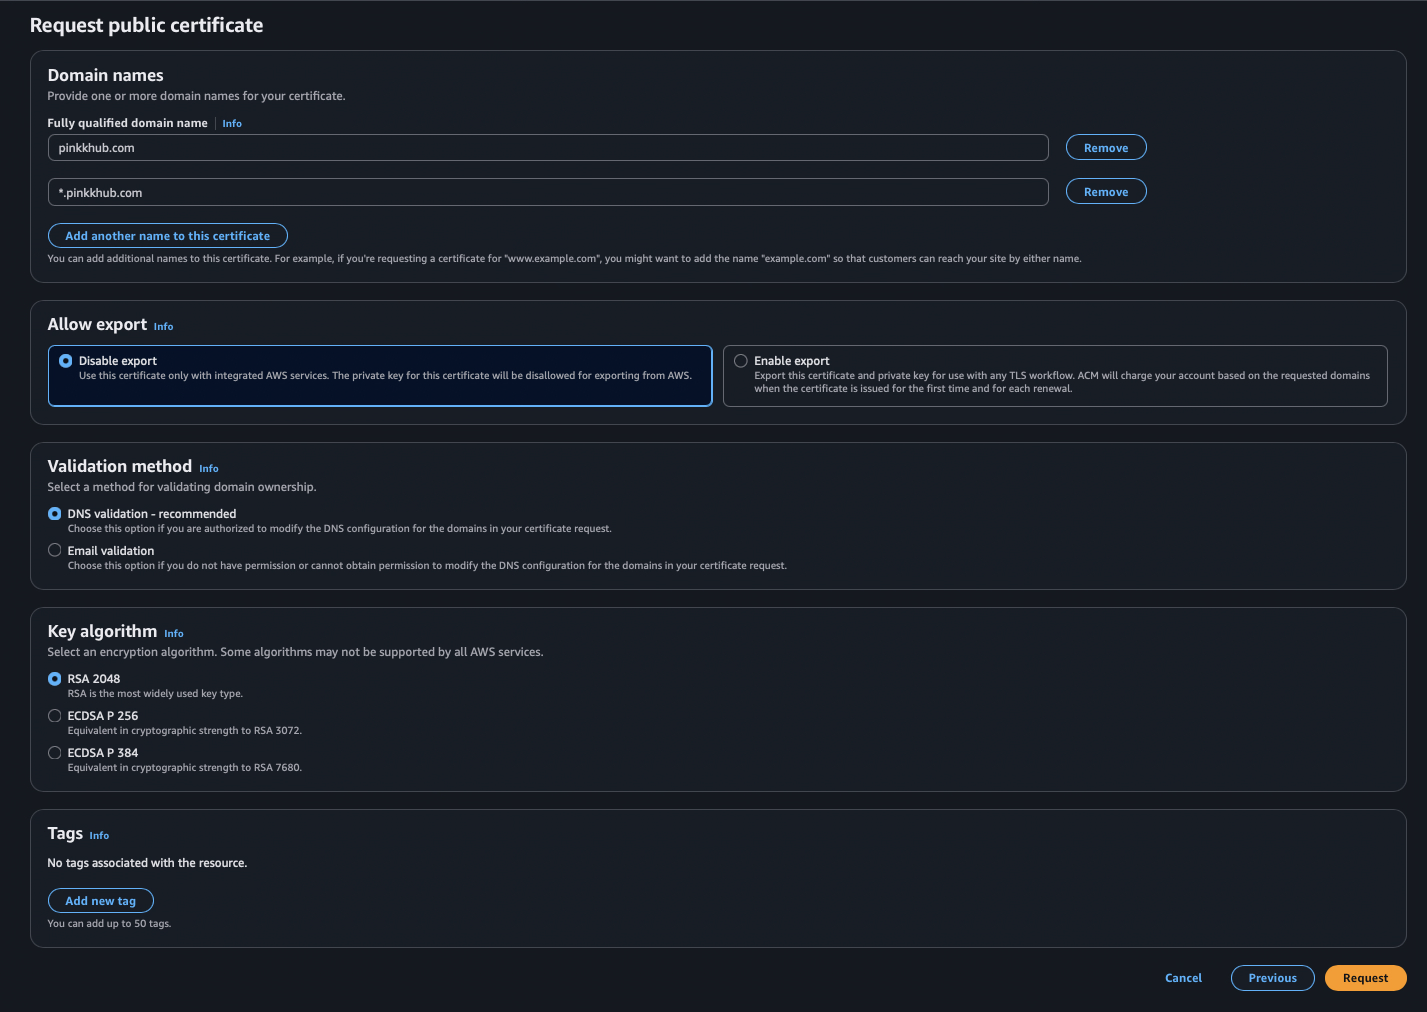 Request public certificate
Domain names
Provide one or more domain names for your certificate.
Fully qualified domain name Info
pinkkhub.com Remove
*.pinkkhub.com Remove
Add another name to this certificate
You can add additional names to this certificate. For example, if you're requesting a certificate for "www.example.com", you might want to add the name "example.com" so that customers can reach your site by either name.
Allow export Info
Disable export
Use this certificate only with integrated AWS services. The private key for this certificate will be disallowed for exporting from AWS.
Enable export
Export this certificate and private key for use with any TLS workflow. ACM will charge your account based on the requested domains
when the certificate is issued for the first time and for each renewal.
Validation method Info
Select a method for validating domain ownership.
DNS validation - recommended
Choose this option if you are authorized to modify the DNS configuration for the domains in your certificate request.
Email validation
Choose this option if you do not have permission or cannot obtain permission to modify the DNS configuration for the domains in your certificate request.
Key algorithm Info
Select an encryption algorithm. Some algorithms may not be supported by all AWS services.
RSA 2048
RSA is the most widely used key type.
ECDSA P 256
Equivalent in cryptographic strength to RSA 3072.
ECDSA P 384
Equivalent in cryptographic strength to RSA 7680.
Tags Info
No tags associated with the resource.
Add new tag
You can add up to 50 tags.
Cancel Previous Request